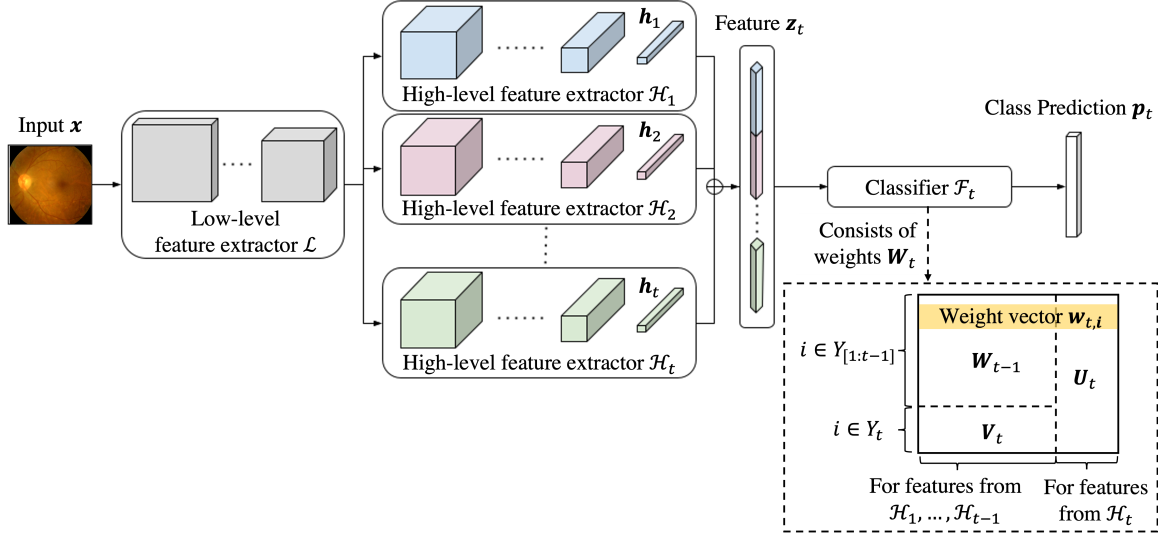 Input x
Low-level
feature extractor ℒ
h₁
High-level feature extractor ℋ₁
h₂
High-level feature extractor ℋ₂
hₜ
High-level feature extractor ℋₜ
Feature zₜ
Classifier ℱₜ
Class Prediction pₜ
Consists of
weights Wₜ
Weight vector wₜ,ᵢ
i ∈ Y[1:t−1]
Wₜ₋₁
Uₜ
i ∈ Yₜ
Vₜ
For features from
ℋ₁, …, ℋₜ₋₁
For features
from ℋₜ